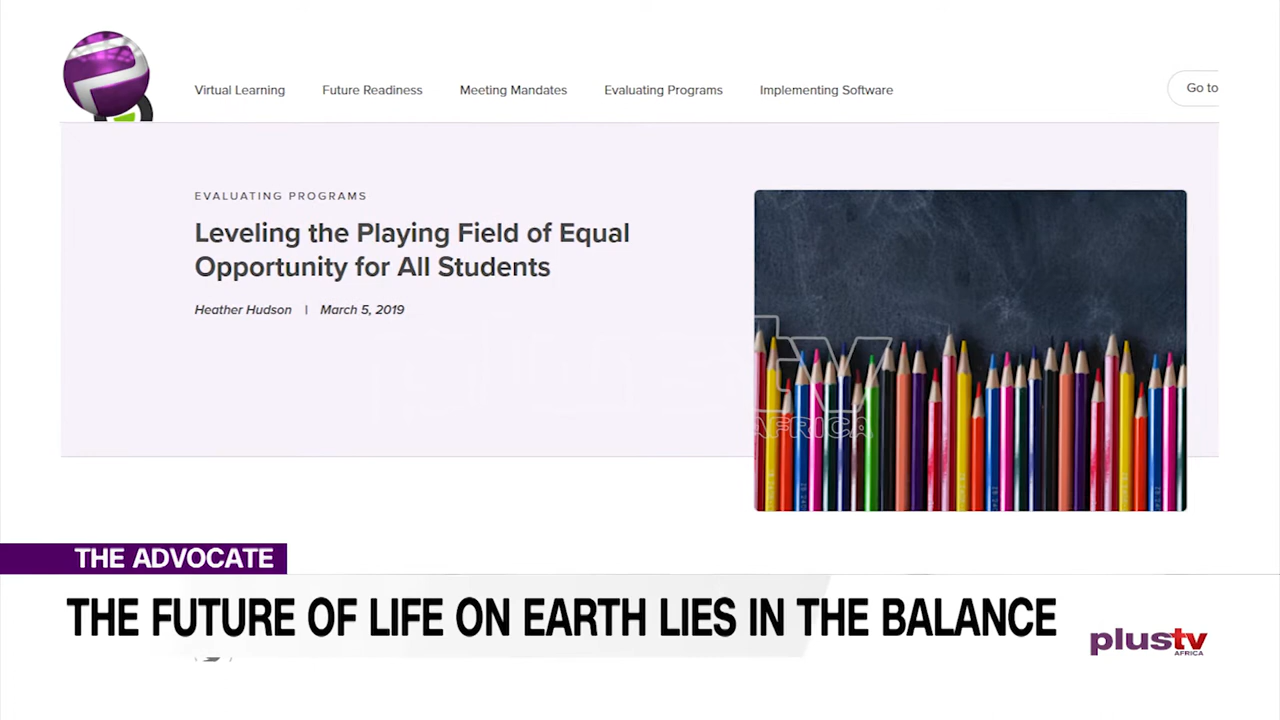 Virtual Learning Future Readiness Meeting Mandates Evaluating Programs Implementing Software Go to
EVALUATING PROGRAMS
Leveling the Playing Field of Equal
Opportunity for All Students
Heather Hudson | March 5, 2019
tv
AFRICA
THE ADVOCATE
THE FUTURE OF LIFE ON EARTH LIES IN THE BALANCE
plustv
AFRICA